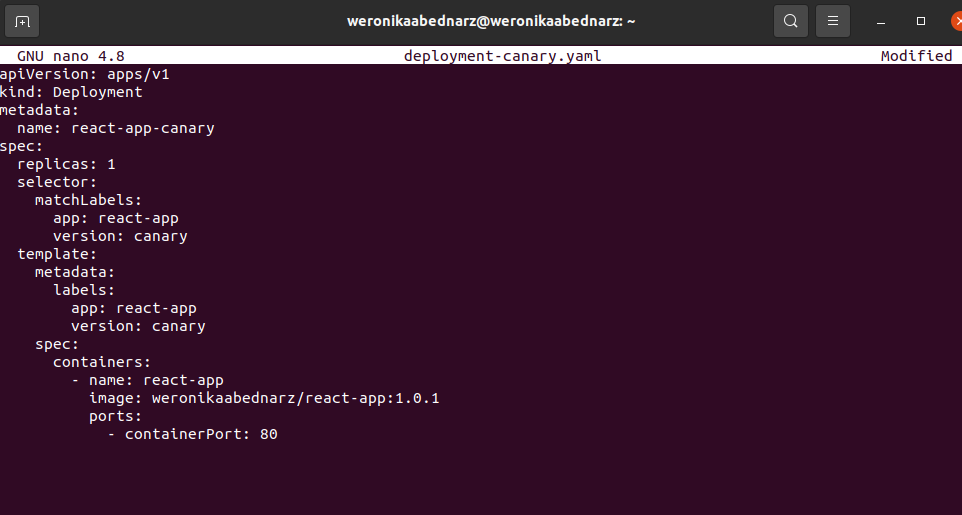 weronikaabednarz@weronikaabednarz: ~
GNU nano 4.8 deployment-canary.yaml Modified
apiVersion: apps/v1
kind: Deployment
metadata:
  name: react-app-canary
spec:
  replicas: 1
  selector:
    matchLabels:
      app: react-app
      version: canary
  template:
    metadata:
      labels:
        app: react-app
        version: canary
    spec:
      containers:
        - name: react-app
          image: weronikaabednarz/react-app:1.0.1
          ports:
            - containerPort: 80